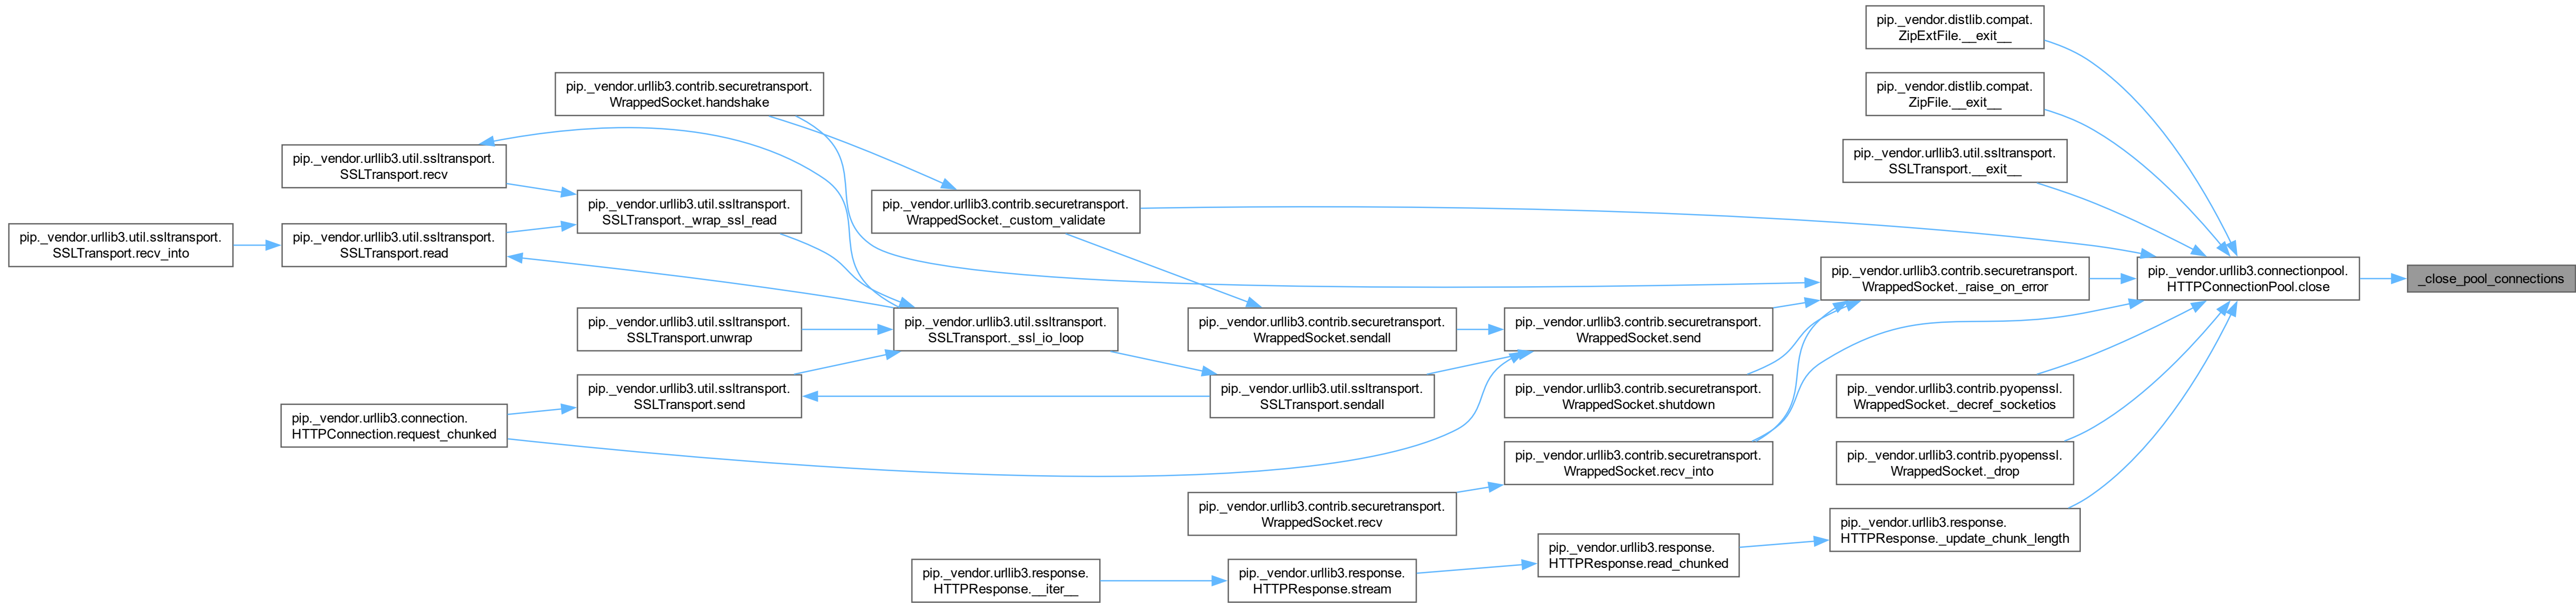 pip._vendor.distlib.compat.
ZipExtFile.__exit__
pip._vendor.urllib3.contrib.securetransport.
WrappedSocket.handshake
pip._vendor.distlib.compat.
ZipFile.__exit__
pip._vendor.urllib3.util.ssltransport.
SSLTransport.recv
pip._vendor.urllib3.util.ssltransport.
SSLTransport.__exit__
pip._vendor.urllib3.util.ssltransport.
SSLTransport._wrap_ssl_read
pip._vendor.urllib3.contrib.securetransport.
WrappedSocket._custom_validate
pip._vendor.urllib3.util.ssltransport.
SSLTransport.recv_into
pip._vendor.urllib3.util.ssltransport.
SSLTransport.read
pip._vendor.urllib3.contrib.securetransport.
WrappedSocket._raise_on_error
pip._vendor.urllib3.connectionpool.
HTTPConnectionPool.close
_close_pool_connections
pip._vendor.urllib3.util.ssltransport.
SSLTransport.unwrap
pip._vendor.urllib3.util.ssltransport.
SSLTransport._ssl_io_loop
pip._vendor.urllib3.contrib.securetransport.
WrappedSocket.sendall
pip._vendor.urllib3.contrib.securetransport.
WrappedSocket.send
pip._vendor.urllib3.util.ssltransport.
SSLTransport.send
pip._vendor.urllib3.util.ssltransport.
SSLTransport.sendall
pip._vendor.urllib3.contrib.securetransport.
WrappedSocket.shutdown
pip._vendor.urllib3.contrib.pyopenssl.
WrappedSocket._decref_socketios
pip._vendor.urllib3.connection.
HTTPConnection.request_chunked
pip._vendor.urllib3.contrib.securetransport.
WrappedSocket.recv_into
pip._vendor.urllib3.contrib.pyopenssl.
WrappedSocket._drop
pip._vendor.urllib3.contrib.securetransport.
WrappedSocket.recv
pip._vendor.urllib3.response.
HTTPResponse._update_chunk_length
pip._vendor.urllib3.response.
HTTPResponse.read_chunked
pip._vendor.urllib3.response.
HTTPResponse.__iter__
pip._vendor.urllib3.response.
HTTPResponse.stream